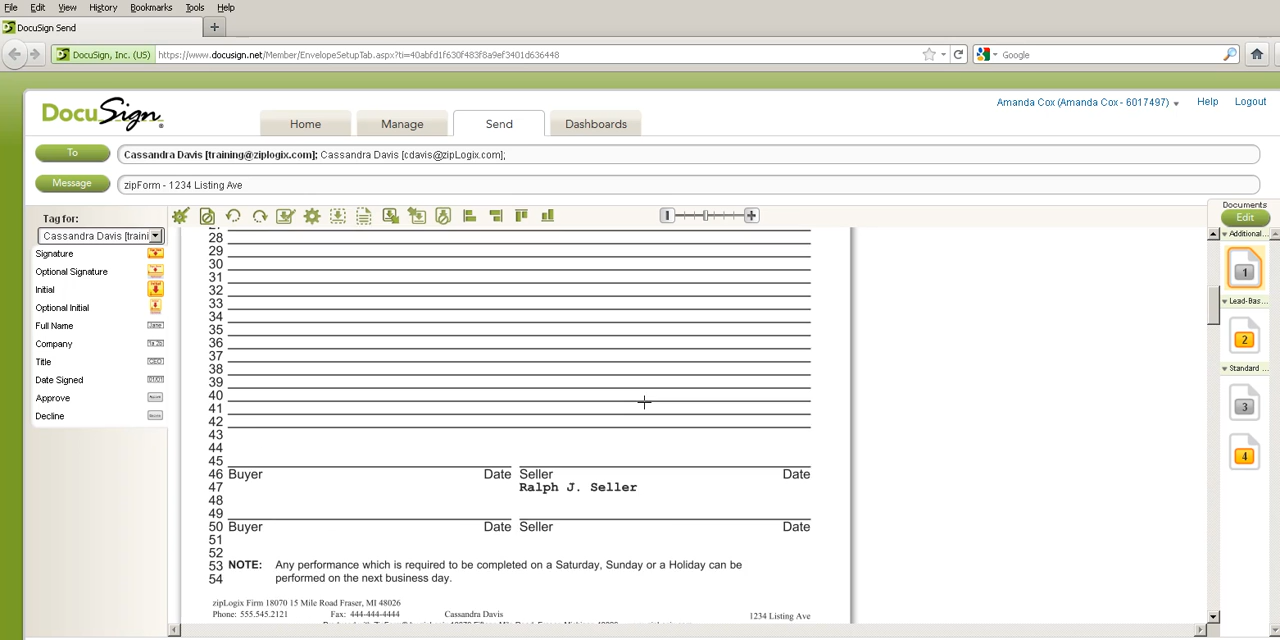 File Edit View History Bookmarks Tools Help
DocuSign Send
DocuSign, Inc. (US) https://www.docusign.net/Member/EnvelopeSetupTab.aspx?ti=40abfd1f630f483f8a9ef3401d636448 Google
DocuSign Amanda Cox (Amanda Cox - 6017497) Help Logout
Home Manage Send Dashboards
To Cassandra Davis [training@ziplogix.com]; Cassandra Davis [cdavis@zipLogix.com];
Message zipForm - 1234 Listing Ave
Tag for: Documents
Cassandra Davis [traini Edit
Additional...
Signature
Optional Signature 1
Initial
Optional Initial Lead-Bas...
Full Name
Company 2
Title
Date Signed Standard ...
Approve 3
Decline
4
28
29
30
31
32
33
34
35
36
37
38
39
40
41
42
43
44
45
46 Buyer Date Seller Date
47 Ralph J. Seller
48
49
50 Buyer Date Seller Date
51
52
53 NOTE: Any performance which is required to be completed on a Saturday, Sunday or a Holiday can be
54 performed on the next business day.
zipLogix Firm 18070 15 Mile Road Fraser, MI 48026
Phone: 555.545.2121 Fax: 444-444-4444 Cassandra Davis 1234 Listing Ave